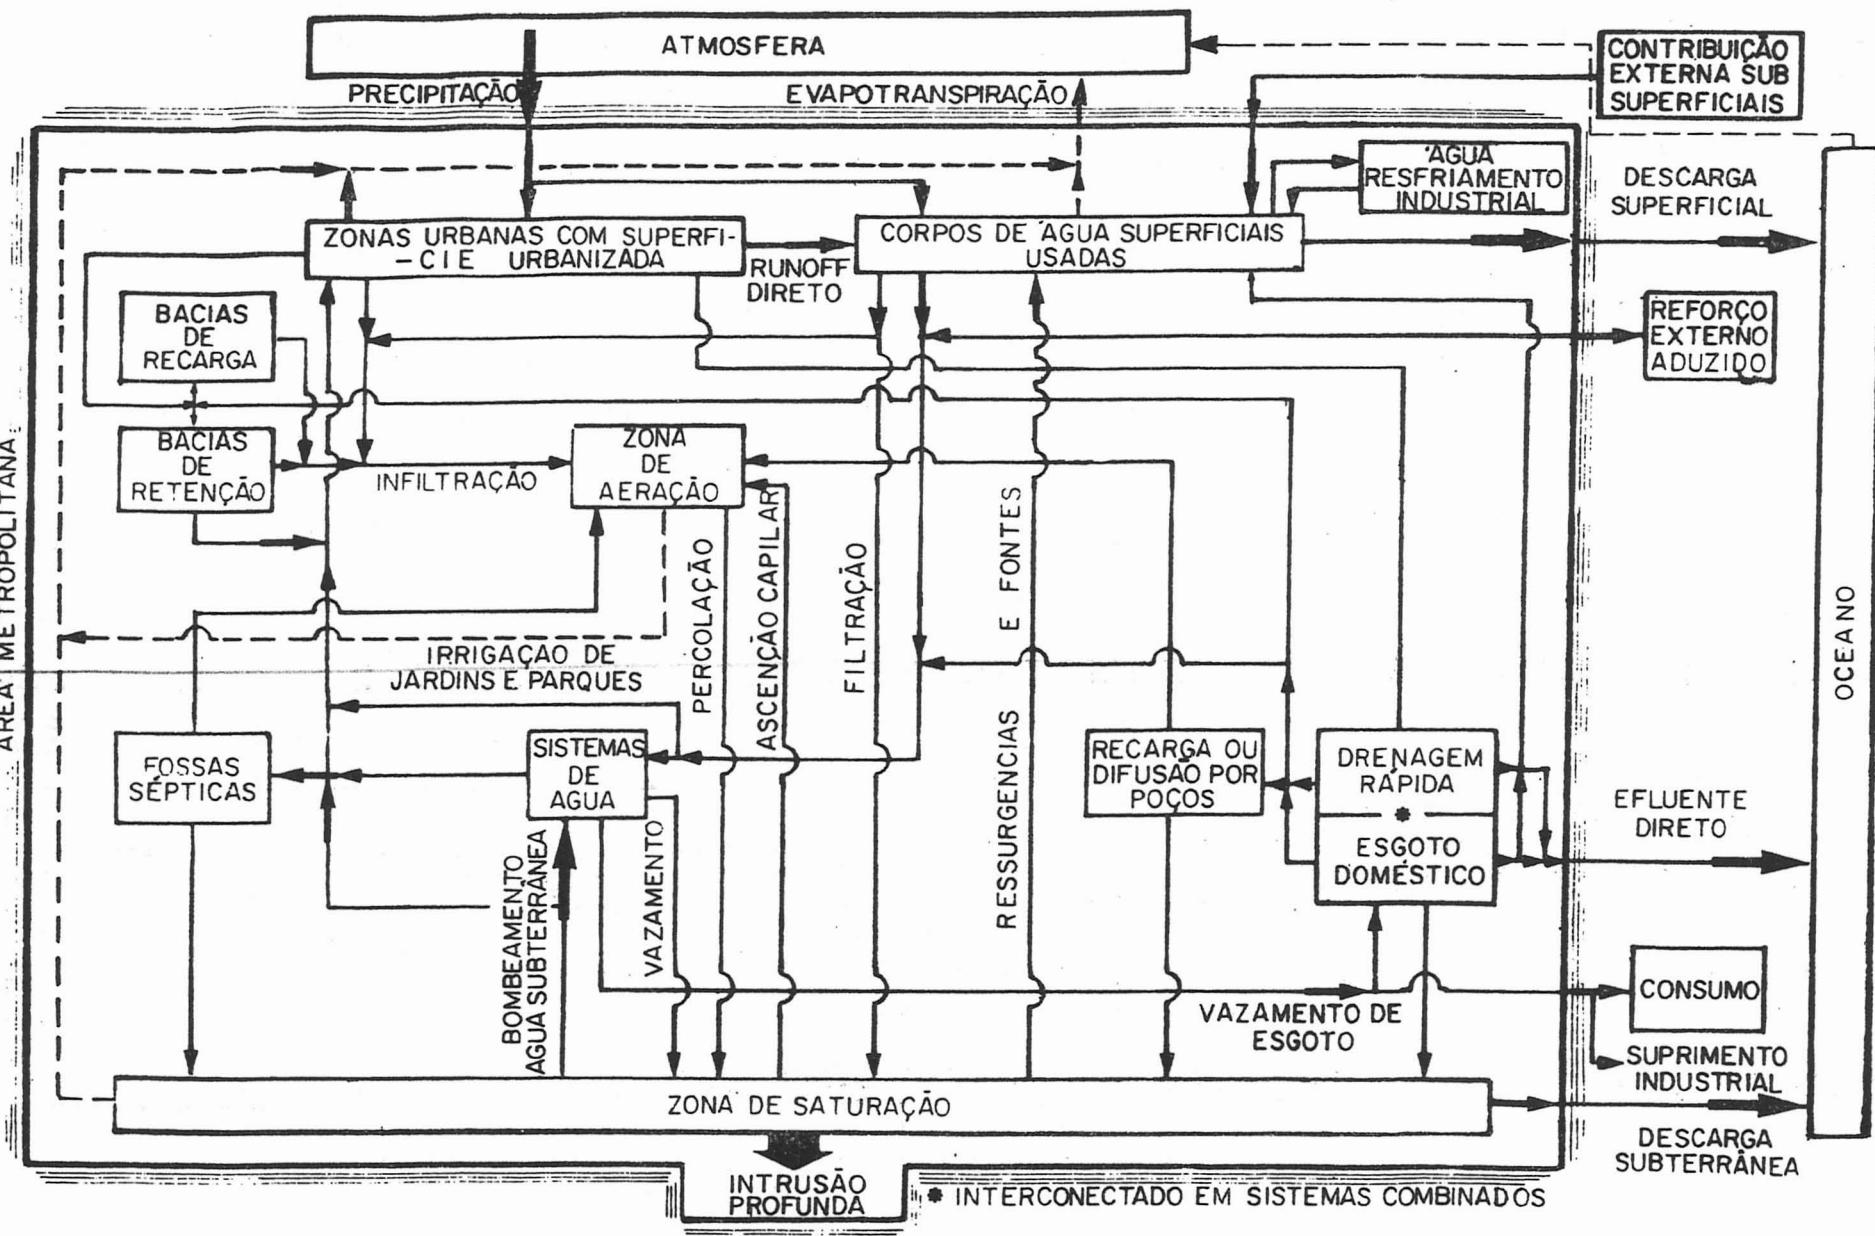 ATMOSFERA
PRECIPITAÇÃO
EVAPOTRANSPIRAÇÃO
CONTRIBUIÇÃO
EXTERNA SUB
SUPERFICIAIS
ÁGUA
RESFRIAMENTO
INDUSTRIAL
DESCARGA
SUPERFICIAL
ZONAS URBANAS COM SUPERFI-
-CIE URBANIZADA
RUNOFF
DIRETO
CORPOS DE ÁGUA SUPERFICIAIS
USADAS
BACIAS
DE
RECARGA
REFORÇO
EXTERNO
ADUZIDO
BACIAS
DE
RETENÇÃO
INFILTRAÇÃO
ZONA
DE
AERAÇÃO
ÁREA METROPOLITANA
PERCOLAÇÃO
ASCENÇÃO CAPILAR
FILTRAÇÃO
RESSURGENCIAS E FONTES
OCEANO
IRRIGAÇÃO DE
JARDINS E PARQUES
FOSSAS
SÉPTICAS
SISTEMAS
DE
AGUA
RECARGA OU
DIFUSÃO POR
POÇOS
DRENAGEM
RÁPIDA
*
ESGOTO
DOMÉSTICO
EFLUENTE
DIRETO
BOMBEAMENTO
AGUA SUBTERRÂNEA
VAZAMENTO
VAZAMENTO DE
ESGOTO
CONSUMO
SUPRIMENTO
INDUSTRIAL
ZONA DE SATURAÇÃO
DESCARGA
SUBTERRÂNEA
INTRUSÃO
PROFUNDA
* INTERCONECTADO EM SISTEMAS COMBINADOS